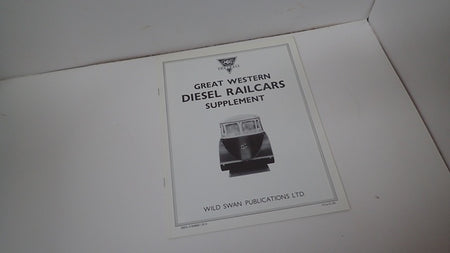 GREAT WESTERN
DIESEL RAILCARS
SUPPLEMENT
WILD SWAN PUBLICATIONS LTD.